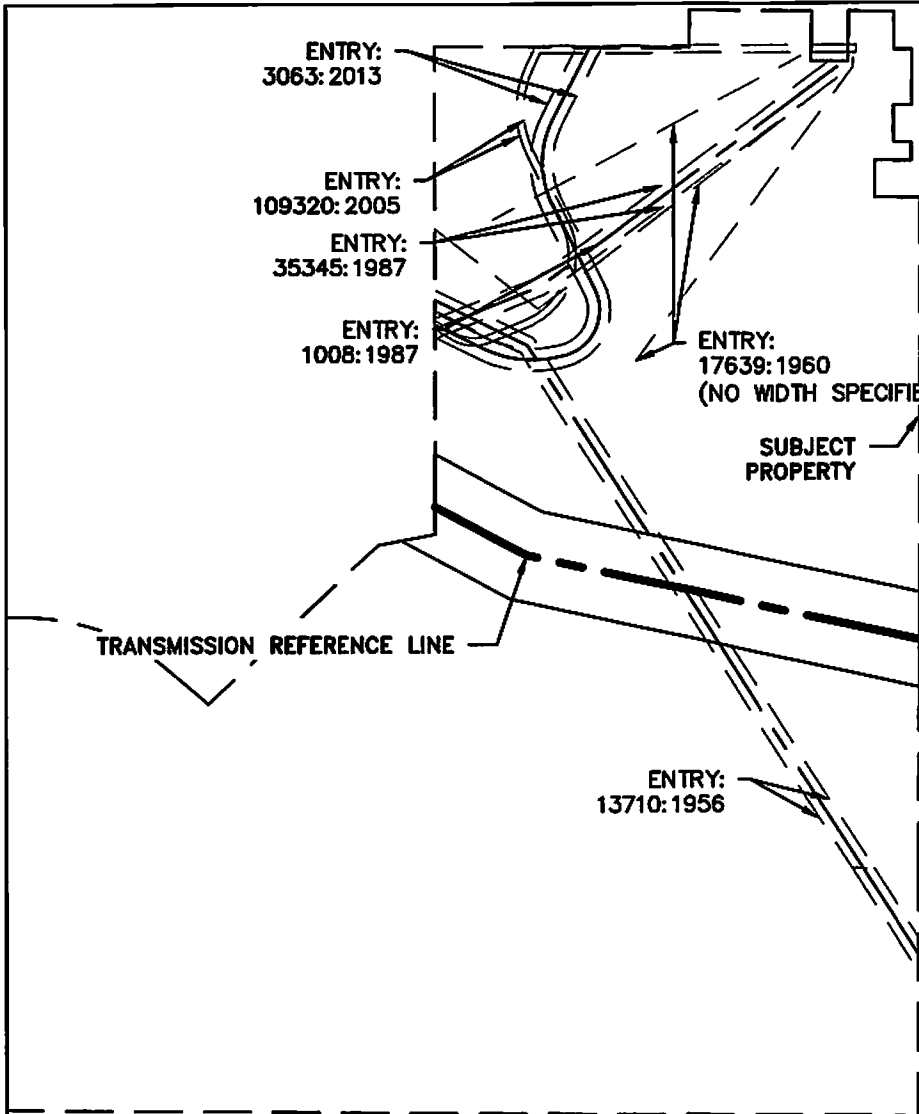 ENTRY:
3063: 2013
ENTRY:
109320: 2005
ENTRY:
35345: 1987
ENTRY:
1008: 1987
ENTRY:
17639: 1960
(NO WIDTH SPECIFIE
SUBJECT
PROPERTY
TRANSMISSION REFERENCE LINE
ENTRY:
13710: 1956